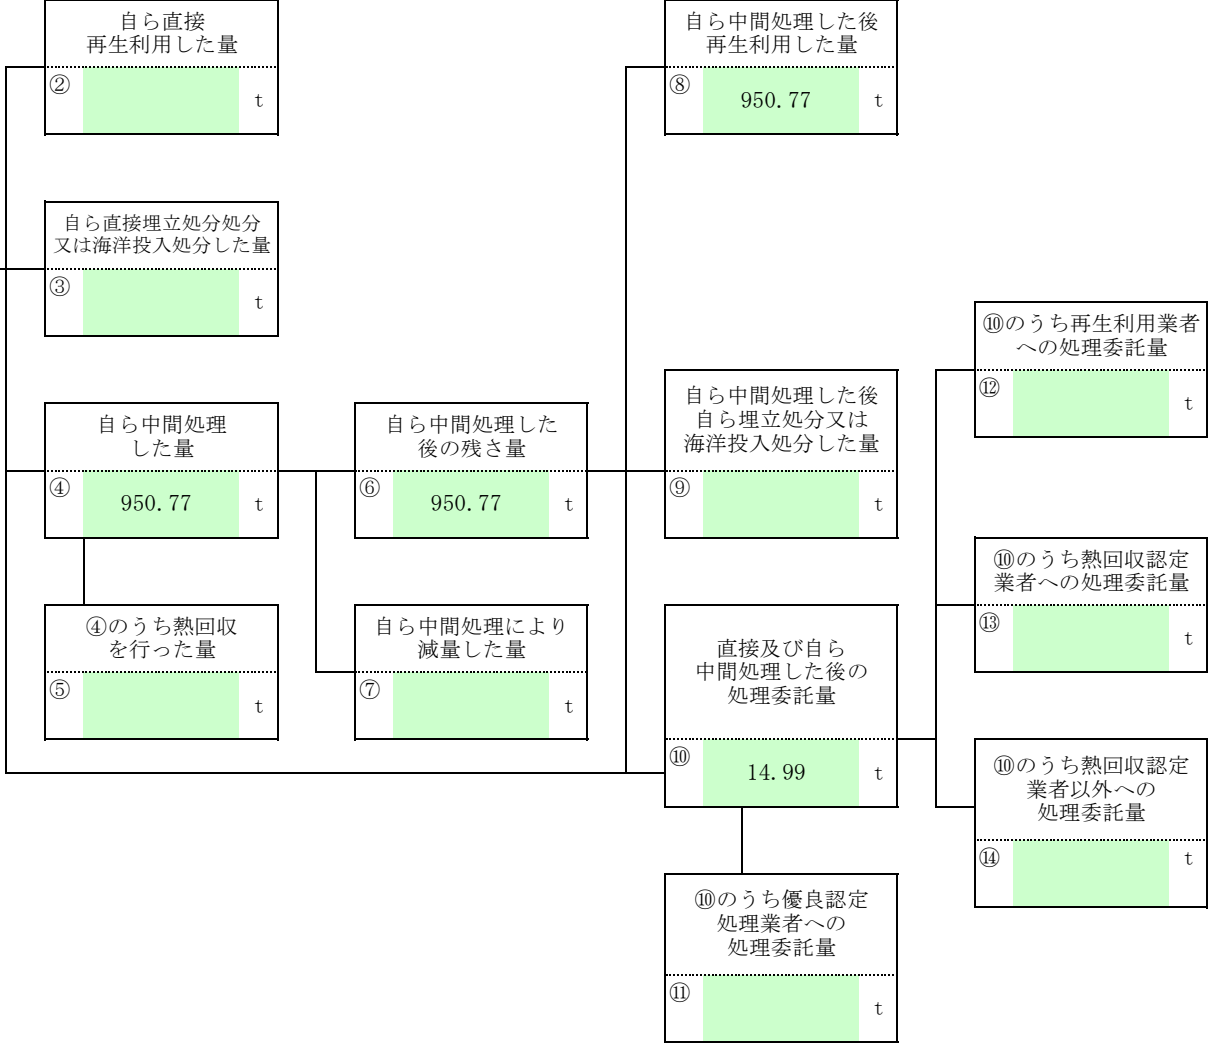 自ら直接
再生利用した量
②
t
自ら中間処理した後
再生利用した量
⑧
950.77
t
自ら直接埋立処分処分
又は海洋投入処分した量
③
t
⑩のうち再生利用業者
への処理委託量
⑫
t
自ら中間処理
した量
④
950.77
t
自ら中間処理した
後の残さ量
⑥
950.77
t
自ら中間処理した後
自ら埋立処分又は
海洋投入処分した量
⑨
t
⑩のうち熱回収認定
業者への処理委託量
⑬
t
④のうち熱回収
を行った量
⑤
t
自ら中間処理により
減量した量
⑦
t
直接及び自ら
中間処理した後の
処理委託量
⑩
14.99
t
⑩のうち熱回収認定
業者以外への
処理委託量
⑭
t
⑩のうち優良認定
処理業者への
処理委託量
⑪
t